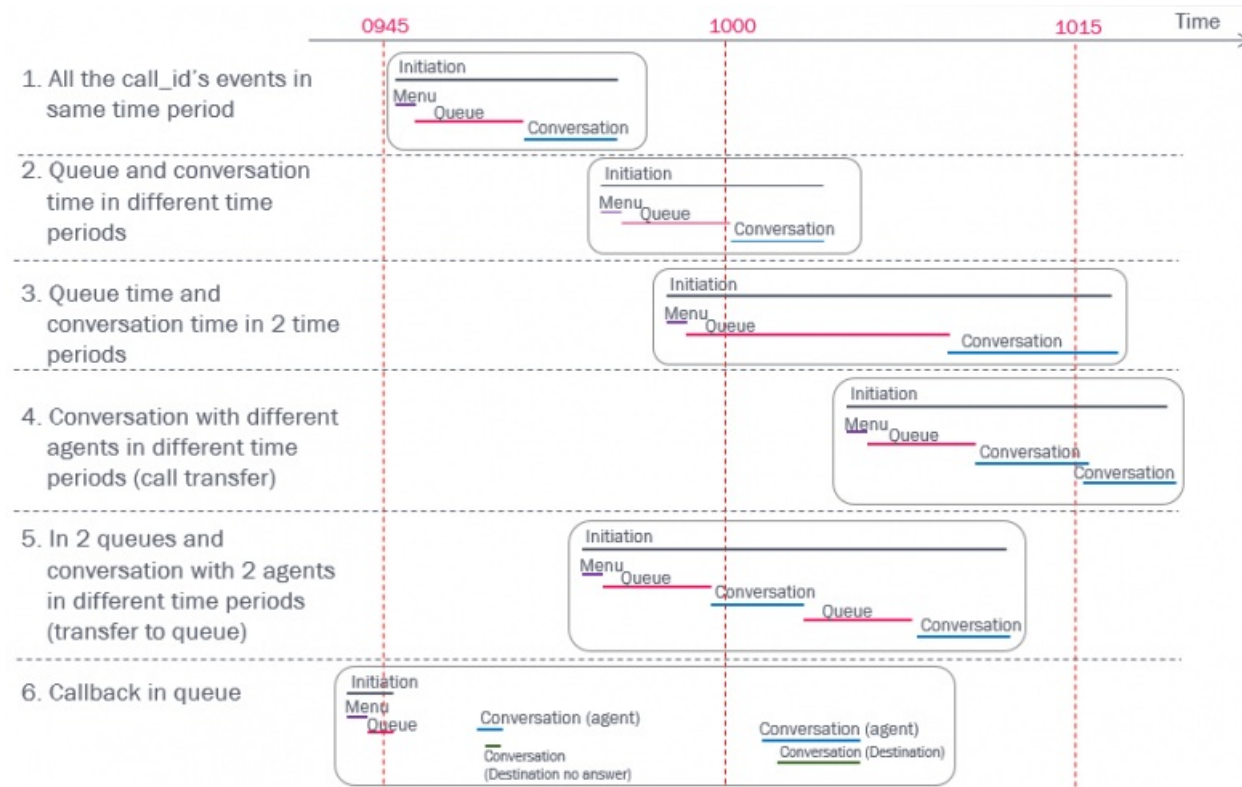 0945
1000
1015
Time
1. All the call_id's events in
same time period
Initiation
Menu
Queue
Conversation
2. Queue and conversation
time in different time
periods
Initiation
Menu
Queue
Conversation
3. Queue time and
conversation time in 2 time
periods
Initiation
Menu
Queue
Conversation
4. Conversation with different
agents in different time
periods (call transfer)
Initiation
Menu
Queue
Conversation
Conversation
5. In 2 queues and
conversation with 2 agents
in different time periods
(transfer to queue)
Initiation
Menu
Queue
Conversation
Queue
Conversation
6. Callback in queue
Initiation
Menu
Queue
Conversation (agent)
Conversation
(Destination no answer)
Conversation (agent)
Conversation (Destination)